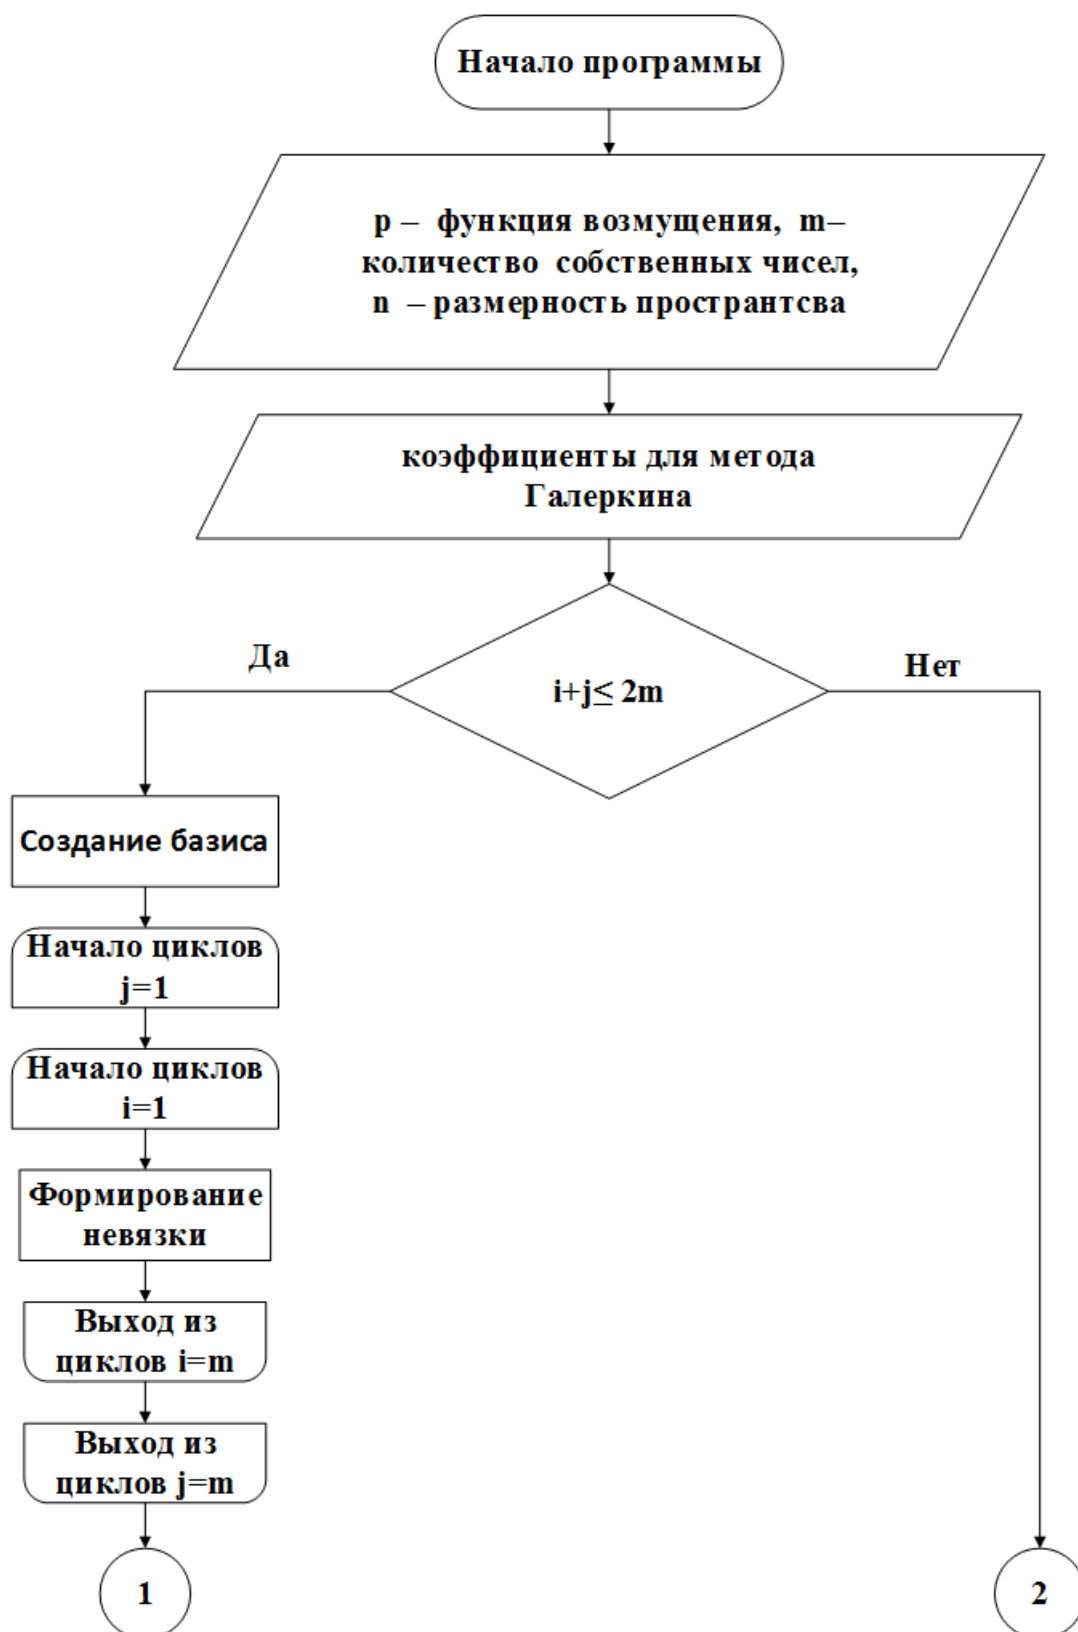 Начало программы
p – функция возмущения, m–
количество собственных чисел,
n – размерность пространтсва
коэффициенты для метода
Галеркина
Да
Нет
i+j≤ 2m
Создание базиса
Начало циклов
j=1
Начало циклов
i=1
Формирование
невязки
Выход из
циклов i=m
Выход из
циклов j=m
1
2